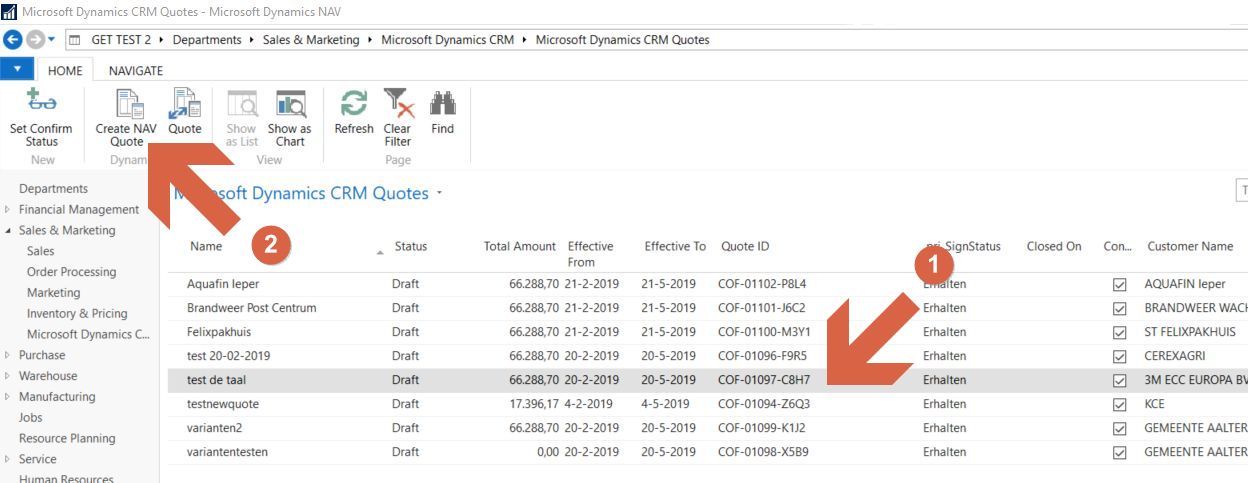 Microsoft Dynamics CRM Quotes - Microsoft Dynamics NAV
GET TEST 2 Departments Sales & Marketing Microsoft Dynamics CRM Microsoft Dynamics CRM Quotes
HOME NAVIGATE
Set Confirm Status
Create NAV Quote
Quote
Show as List
Show as Chart
Refresh
Clear Filter
Find
New
View
Page
Departments
Financial Management
Sales & Marketing
Sales
Order Processing
Marketing
Inventory & Pricing
Microsoft Dynamics C...
Purchase
Warehouse
Manufacturing
Jobs
Resource Planning
Service
Human Resources
Microsoft Dynamics CRM Quotes
2
1
Name Status Total Amount Effective From Effective To Quote ID pri_SignStatus Closed On Con... Customer Name
Aquafin Ieper Draft 66.288,70 21-2-2019 21-5-2019 COF-01102-P8L4 Erhalten AQUAFIN Ieper
Brandweer Post Centrum Draft 66.288,70 21-2-2019 21-5-2019 COF-01101-J6C2 Erhalten BRANDWEER WACH
Felixpakhuis Draft 66.288,70 21-2-2019 21-5-2019 COF-01100-M3Y1 Erhalten ST FELIXPAKHUIS
test 20-02-2019 Draft 66.288,70 20-2-2019 20-5-2019 COF-01096-F9R5 Erhalten CEREXAGRI
test de taal Draft 66.288,70 20-2-2019 20-5-2019 COF-01097-C8H7 Erhalten 3M ECC EUROPA BV
testnewquote Draft 17.396,17 4-2-2019 4-5-2019 COF-01094-Z6Q3 Erhalten KCE
varianten2 Draft 66.288,70 20-2-2019 20-5-2019 COF-01099-K1J2 Erhalten GEMEENTE AALTER
variantentesten Draft 0,00 20-2-2019 20-5-2019 COF-01098-X5B9 Erhalten GEMEENTE AALTER